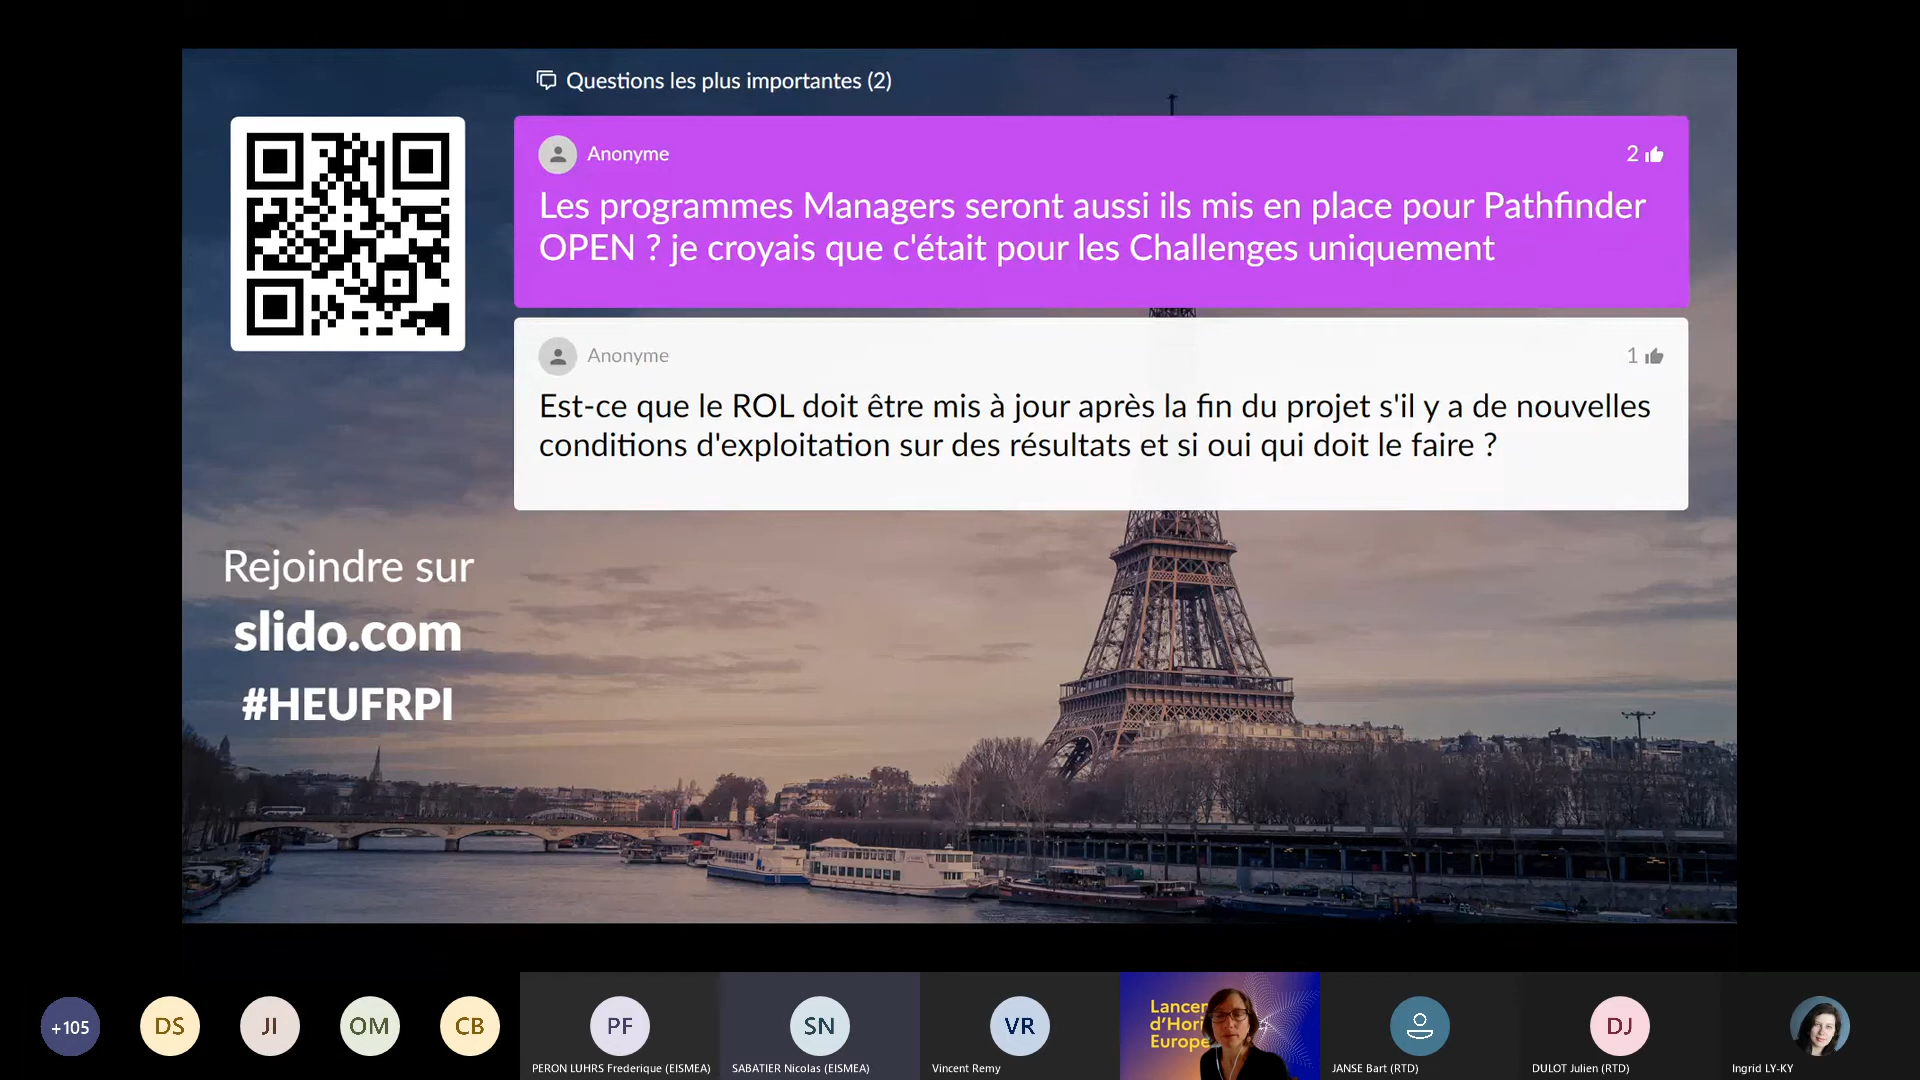 Questions les plus importantes (2)
Anonyme
2
Les programmes Managers seront aussi ils mis en place pour Pathfinder
OPEN ? je croyais que c'était pour les Challenges uniquement
Anonyme
1
Est-ce que le ROL doit être mis à jour après la fin du projet s'il y a de nouvelles
conditions d'exploitation sur des résultats et si oui qui doit le faire ?
Rejoindre sur
slido.com
#HEUFRPI
+105
DS
JI
OM
CB
PF
PERON LUHRS Frederique (EISMEA)
SN
SABATIER Nicolas (EISMEA)
VR
Vincent Remy
Lancer
d'Hori
Europe
JANSE Bart (RTD)
DJ
DULOT Julien (RTD)
Ingrid LY-KY